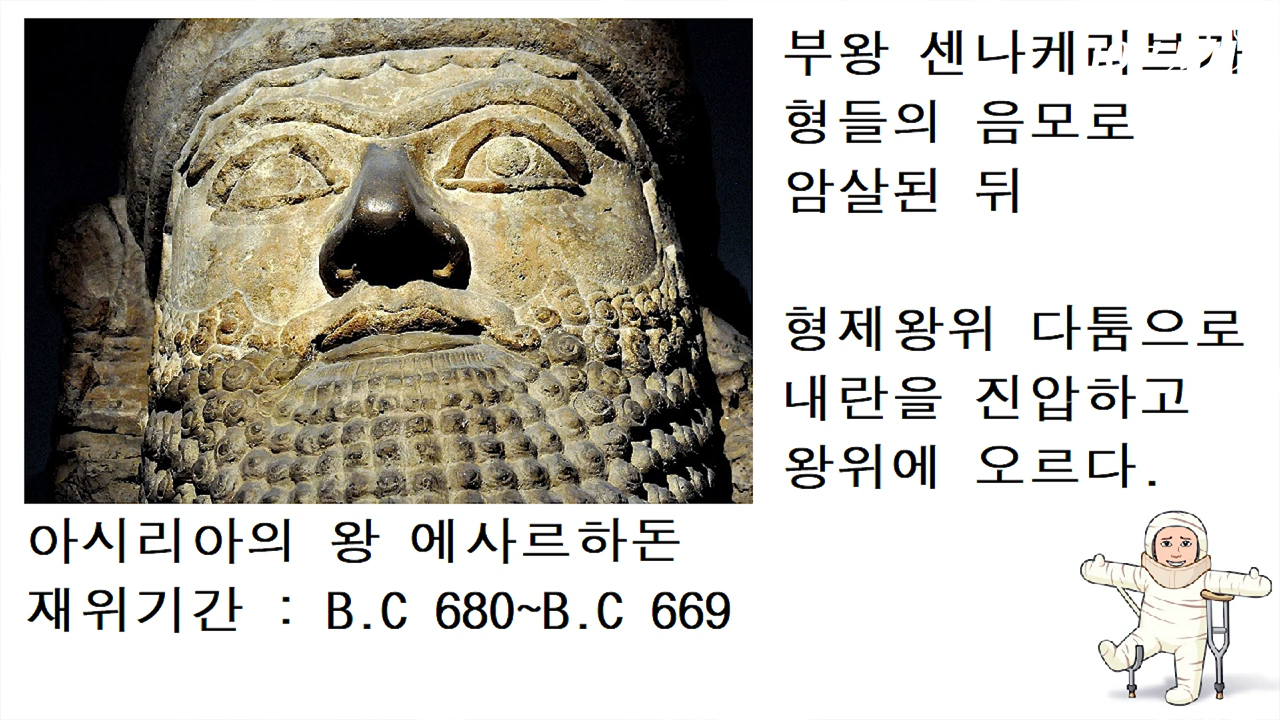 부왕 센나케리브가
형들의 음모로
암살된 뒤
형제왕위 다툼으로
내란을 진압하고
왕위에 오르다.
아시리아의 왕 에사르하돈
재위기간 : B.C 680~B.C 669